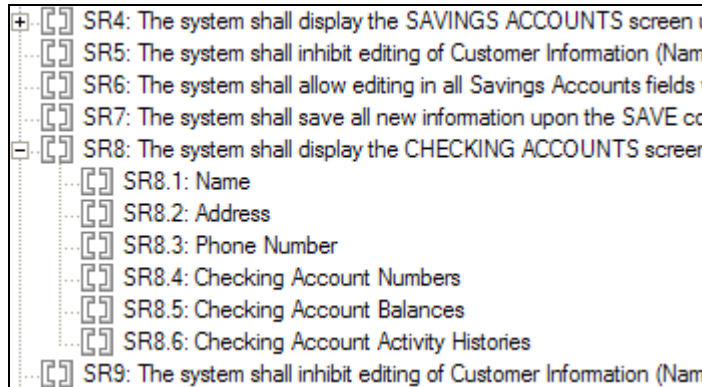 SR4: The system shall display the SAVINGS ACCOUNTS screen
SR5: The system shall inhibit editing of Customer Information
SR6: The system shall allow editing in all Savings Accounts fields
SR7: The system shall save all new information upon the SAVE
SR8: The system shall display the CHECKING ACCOUNTS screen
SR8.1: Name
SR8.2: Address
SR8.3: Phone Number
SR8.4: Checking Account Numbers
SR8.5: Checking Account Balances
SR8.6: Checking Account Activity Histories
SR9: The system shall inhibit editing of Customer Information